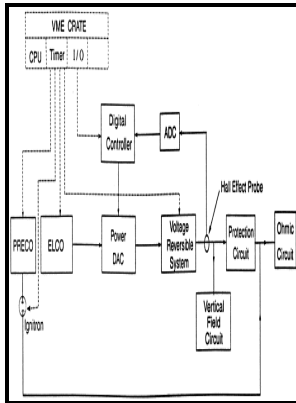 VME CRATE
CPU Timer I/O
Digital
Controller
ADC
Hall Effect Probe
PRECO
ELCO
Power
DAC
Voltage
Reversible
System
Protection
Circuit
Ohmic
Circuit
Ignitron
Vertical
Field
Circuit